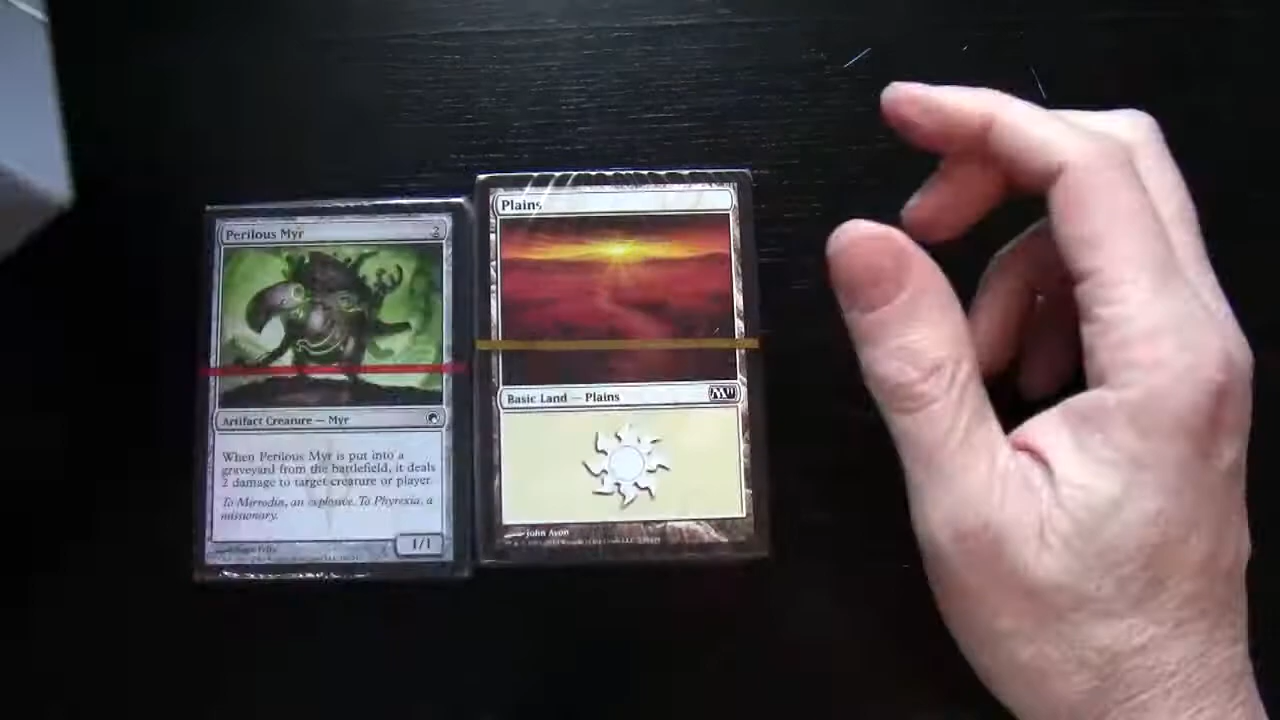 Perilous Myr 2
Artifact Creature — Myr
When Perilous Myr is put into a
graveyard from the battlefield, it deals
2 damage to target creature or player.
To Mirrodin, an explosive. To Phyrexia, a
missionary.
1/1
Plains
Basic Land — Plains
M11
John Avon